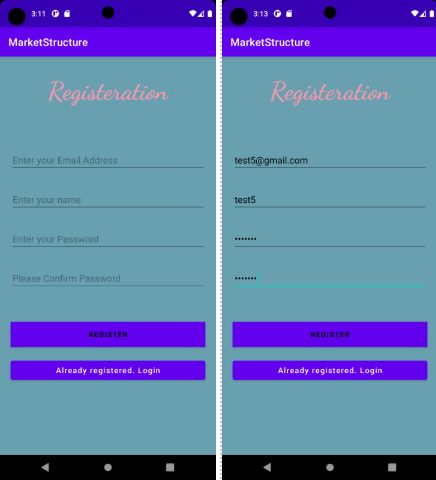 3:11
MarketStructure
Registeration
Enter your Email Address
Enter your name
Enter your Password
Please Confirm Password
REGISTER
Already registered. Login
3:13
MarketStructure
Registeration
test5@gmail.com
test5
•••••••
•••••••
REGISTER
Already registered. Login